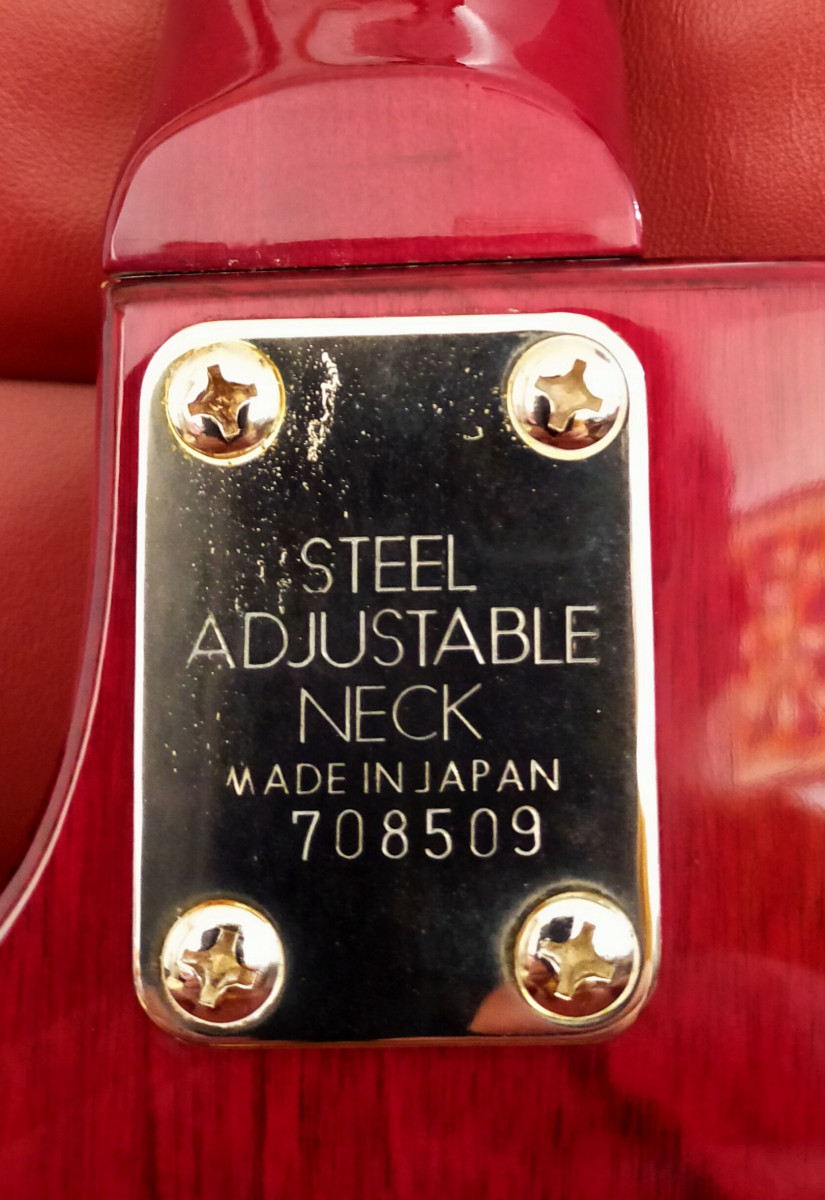 STEEL
ADJUSTABLE
NECK
MADE IN JAPAN
708509